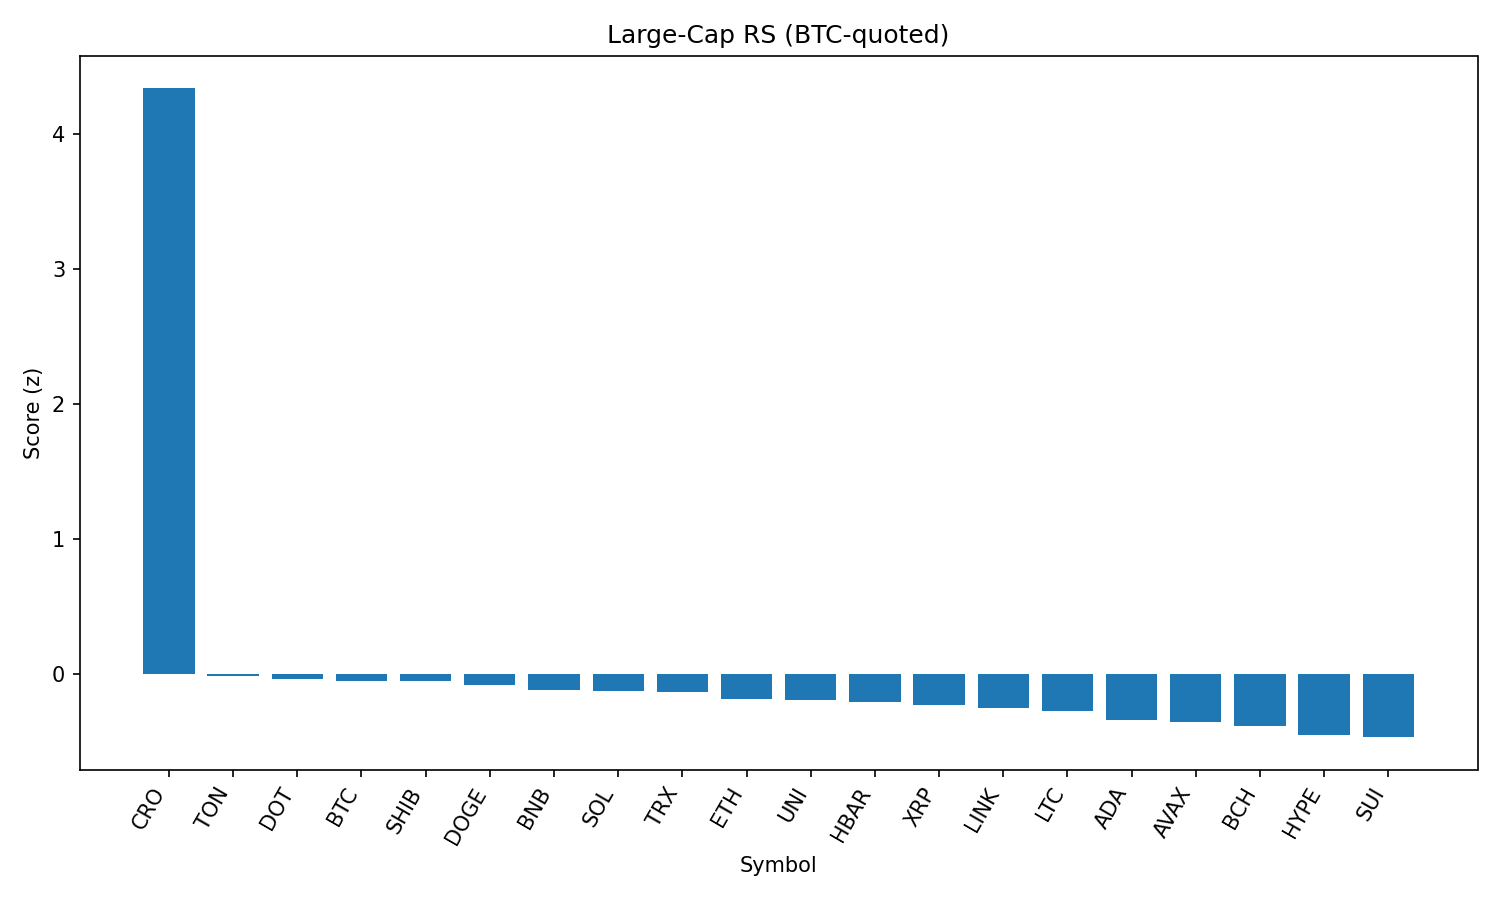 Large-Cap RS (BTC-quoted)
Score (z)
4
3
2
1
0
CRO
TON
DOT
BTC
SHIB
DOGE
BNB
SOL
TRX
ETH
UNI
HBAR
XRP
LINK
LTC
ADA
AVAX
BCH
HYPE
SUI
Symbol